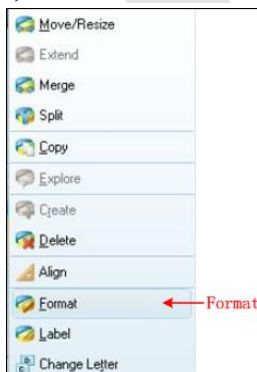 Move/Resize
Extend
Merge
Split
Copy
Explore
Create
Delete
Align
Format
Format
Label
Change Letter